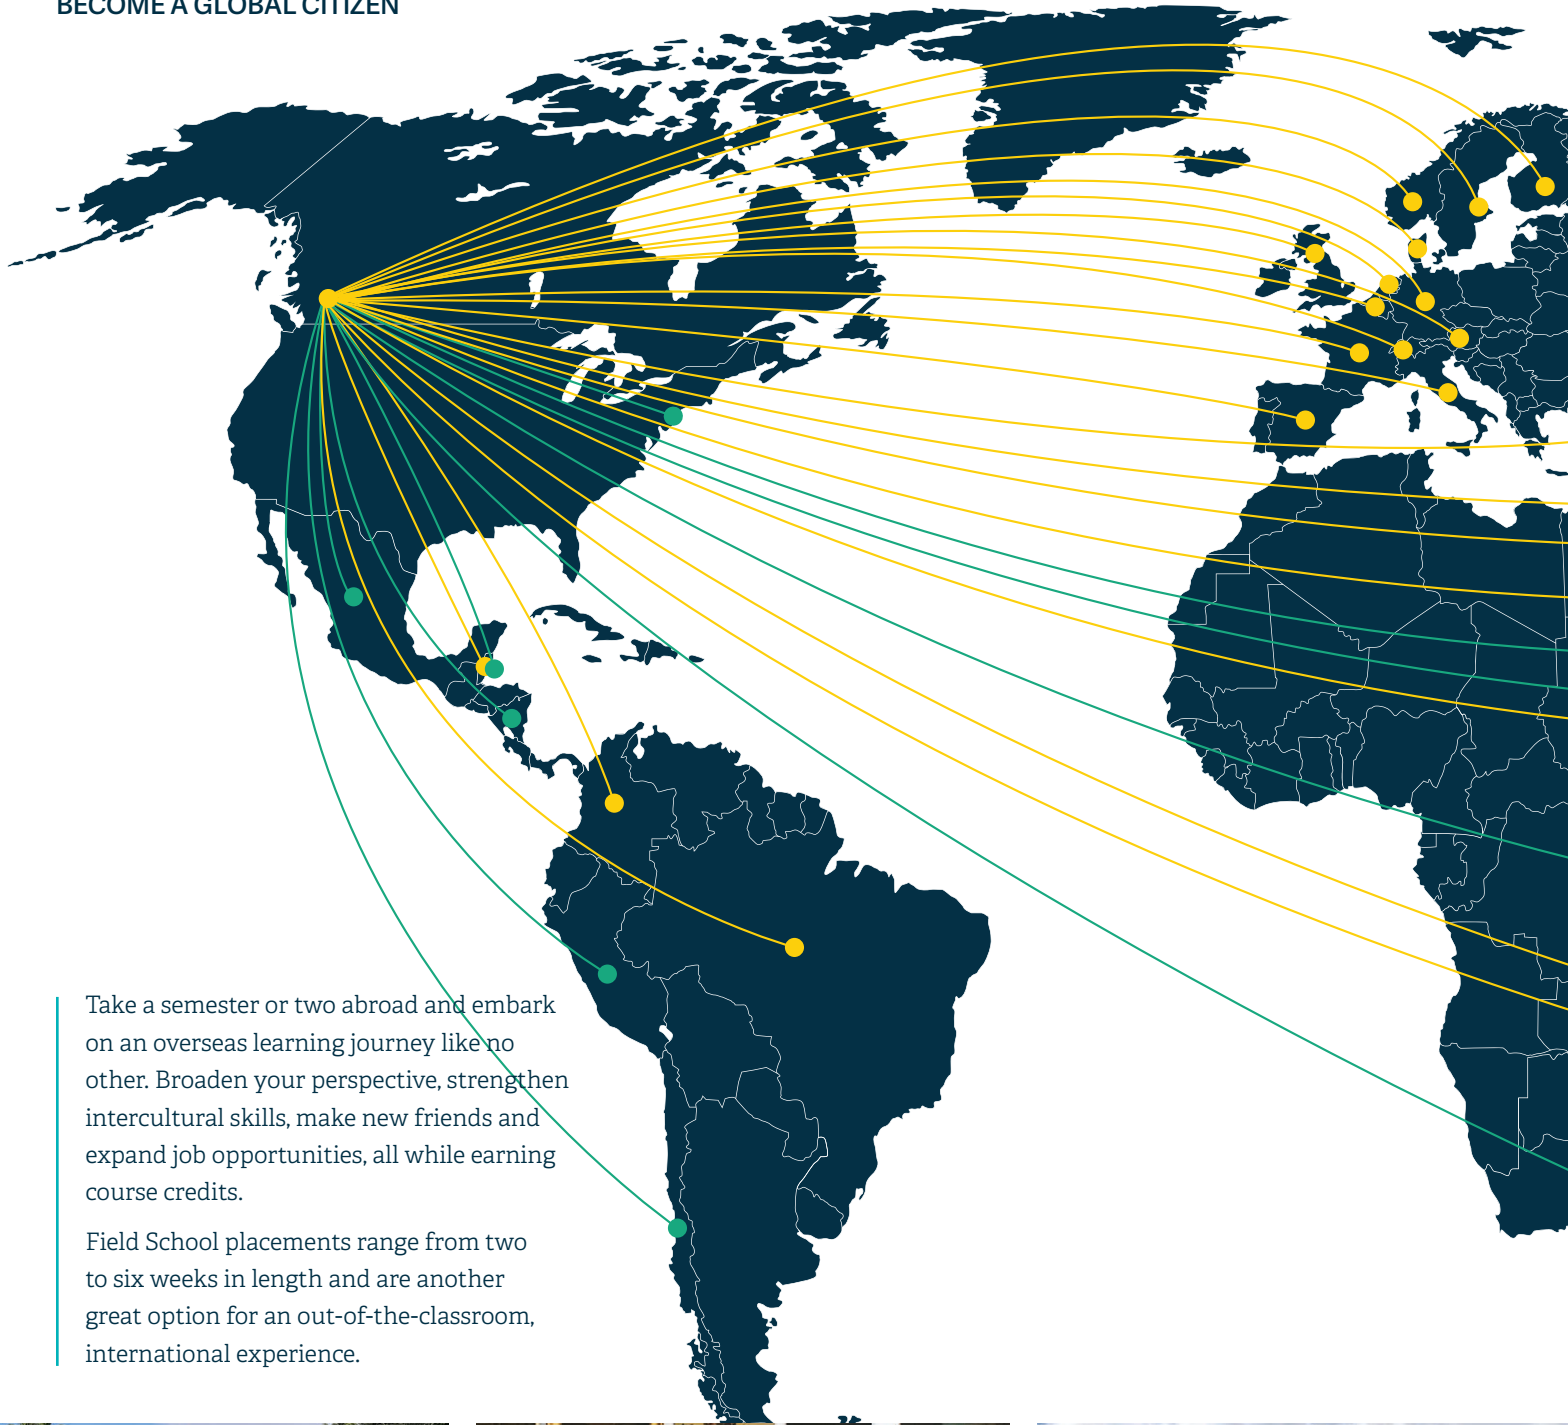 BECOME A GLOBAL CITIZEN
Take a semester or two abroad and embark
on an overseas learning journey like no
other. Broaden your perspective, strengthen
intercultural skills, make new friends and
expand job opportunities, all while earning
course credits.
Field School placements range from two
to six weeks in length and are another
great option for an out-of-the-classroom,
international experience.